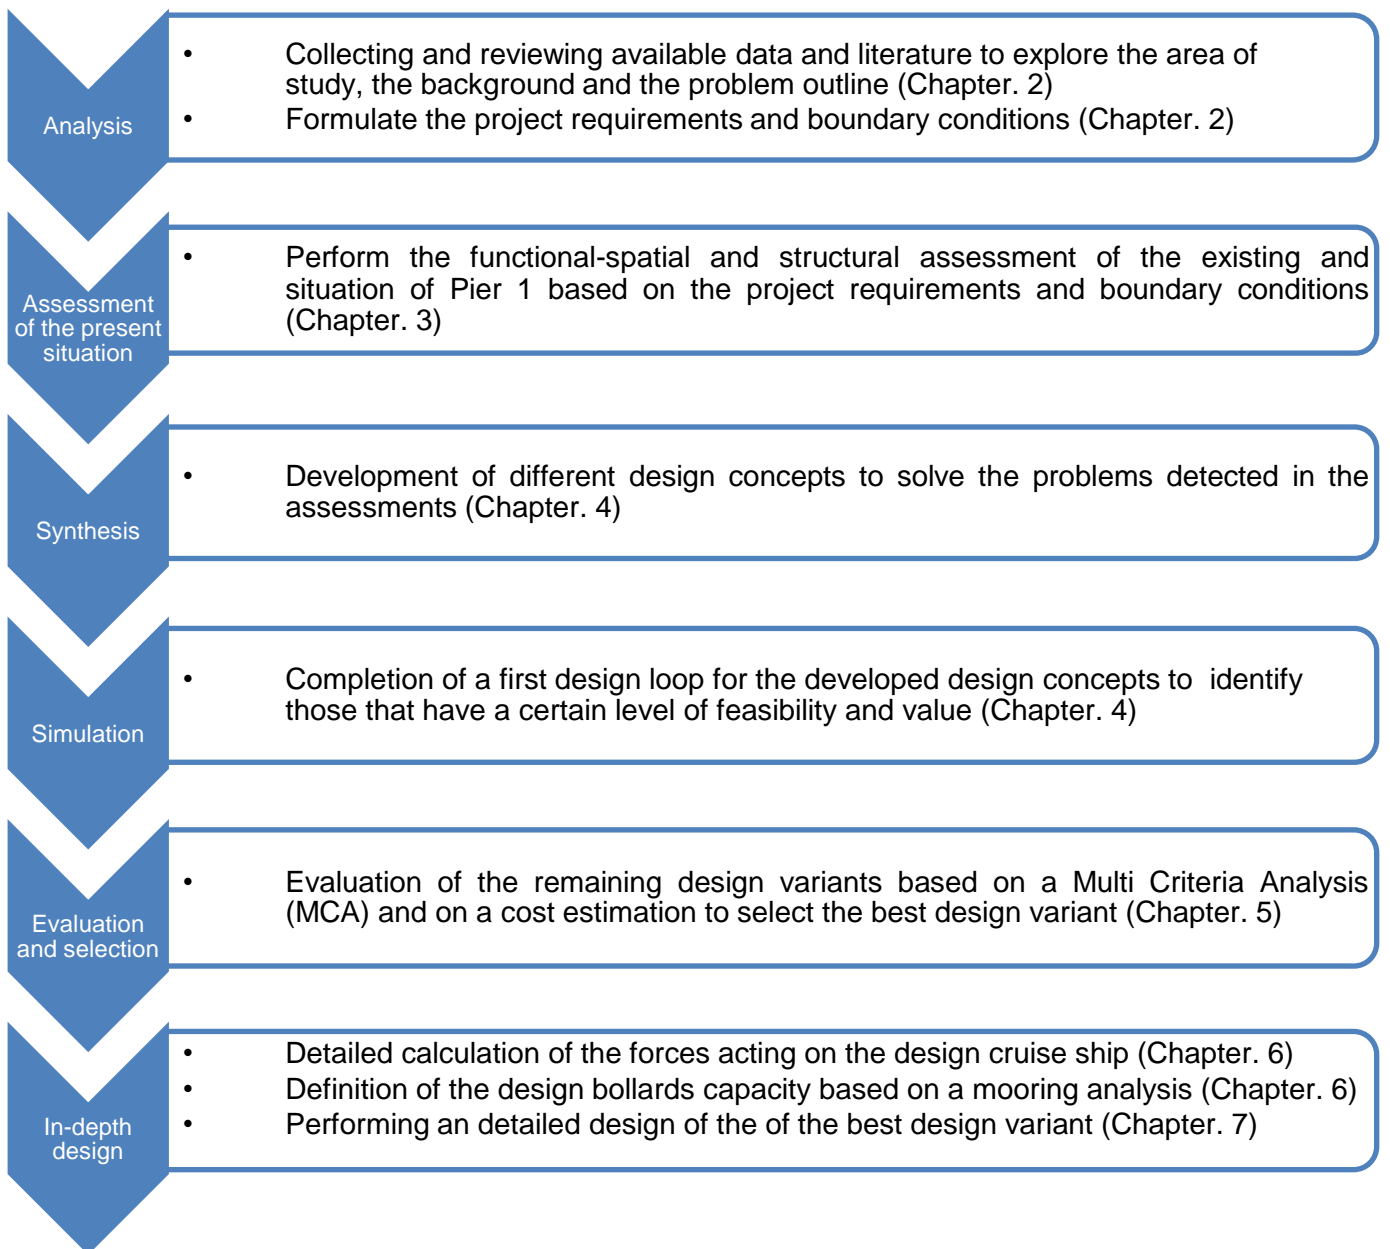 Analysis
• Collecting and reviewing available data and literature to explore the area of
study, the background and the problem outline (Chapter. 2)
• Formulate the project requirements and boundary conditions (Chapter. 2)
Assessment
of the present
situation
• Perform the functional-spatial and structural assessment of the existing and
situation of Pier 1 based on the project requirements and boundary conditions
(Chapter. 3)
Synthesis
• Development of different design concepts to solve the problems detected in the
assessments (Chapter. 4)
Simulation
• Completion of a first design loop for the developed design concepts to identify
those that have a certain level of feasibility and value (Chapter. 4)
Evaluation
and selection
• Evaluation of the remaining design variants based on a Multi Criteria Analysis
(MCA) and on a cost estimation to select the best design variant (Chapter. 5)
In-depth
design
• Detailed calculation of the forces acting on the design cruise ship (Chapter. 6)
• Definition of the design bollards capacity based on a mooring analysis (Chapter. 6)
• Performing an detailed design of the of the best design variant (Chapter. 7)